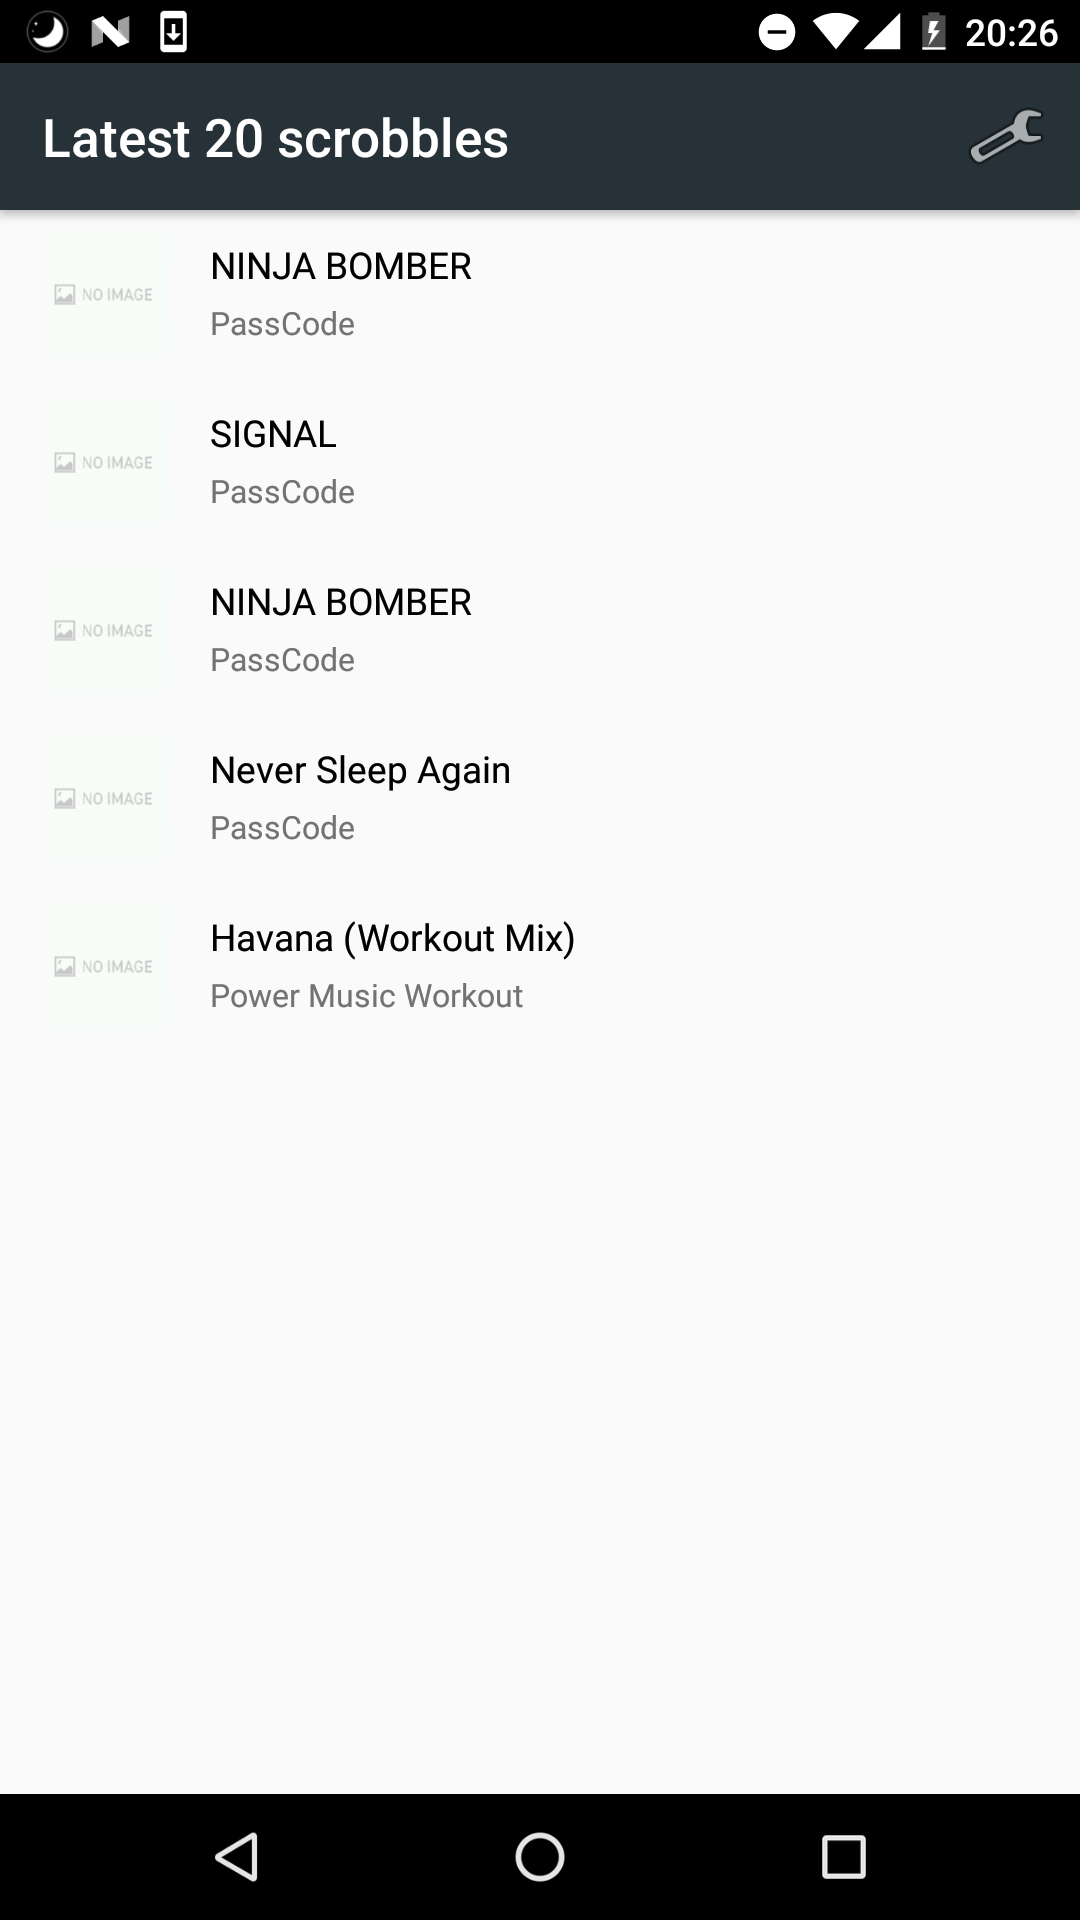 20:26
Latest 20 scrobbles
NO IMAGE
NINJA BOMBER
PassCode
NO IMAGE
SIGNAL
PassCode
NO IMAGE
NINJA BOMBER
PassCode
NO IMAGE
Never Sleep Again
PassCode
NO IMAGE
Havana (Workout Mix)
Power Music Workout